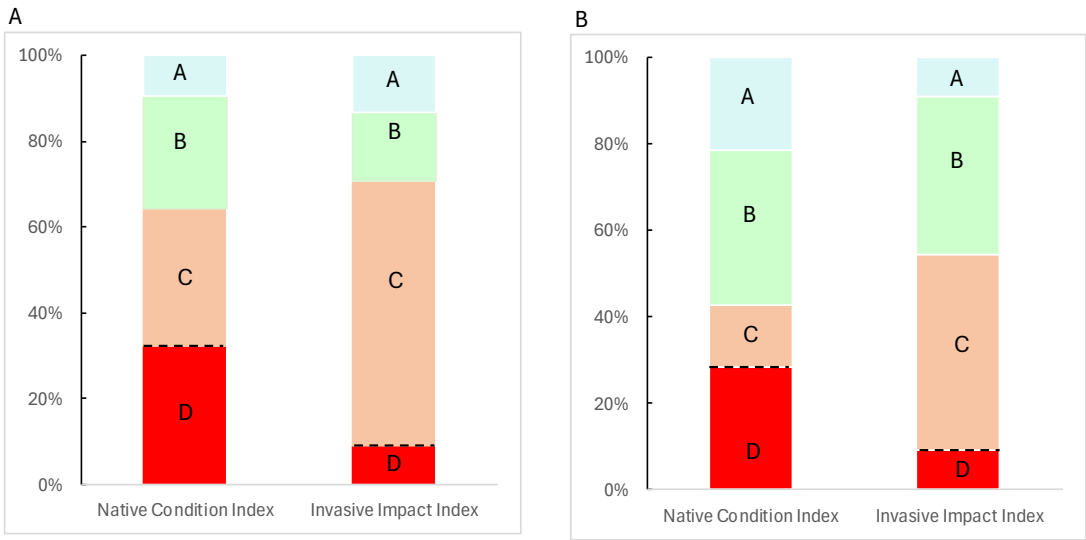 A
100%
80%
60%
40%
20%
0%
A
B
C
D
A
B
C
D
Native Condition Index
Invasive Impact Index
B
100%
80%
60%
40%
20%
0%
A
B
C
D
A
B
C
D
Native Condition Index
Invasive Impact Index